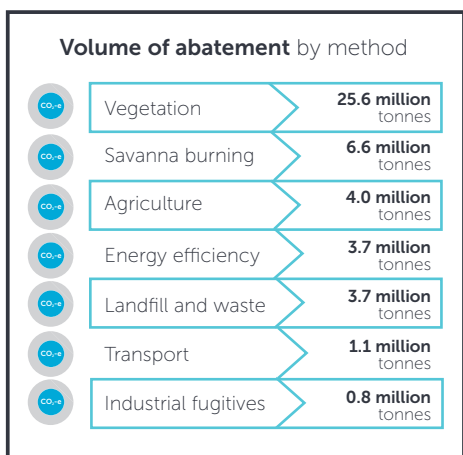 Volume of abatement by method
CO₂-e
Vegetation
25.6 million
tonnes
CO₂-e
Savanna burning
6.6 million
tonnes
CO₂-e
Agriculture
4.0 million
tonnes
CO₂-e
Energy efficiency
3.7 million
tonnes
CO₂-e
Landfill and waste
3.7 million
tonnes
CO₂-e
Transport
1.1 million
tonnes
CO₂-e
Industrial fugitives
0.8 million
tonnes